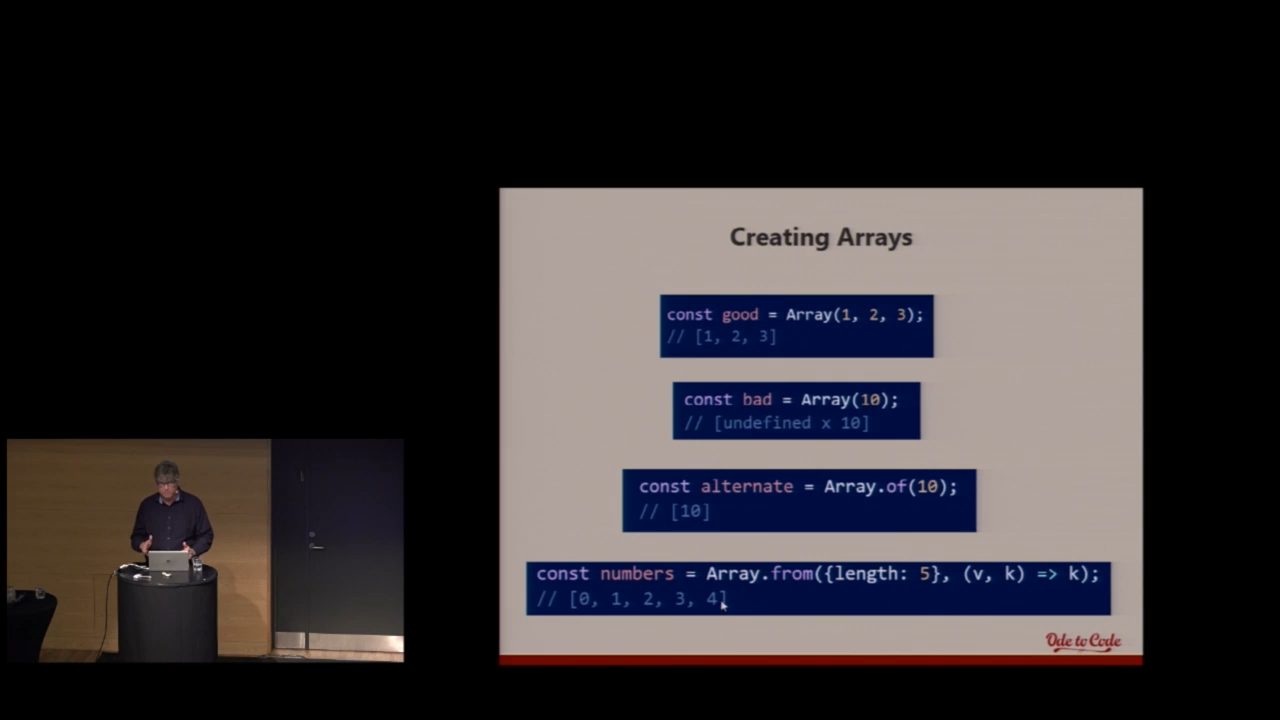 Creating Arrays
const good = Array(1, 2, 3);
// [1, 2, 3]
const bad = Array(10);
// [undefined x 10]
const alternate = Array.of(10);
// [10]
const numbers = Array.from({length: 5}, (v, k) => k);
// [0, 1, 2, 3, 4]
Ode to Code